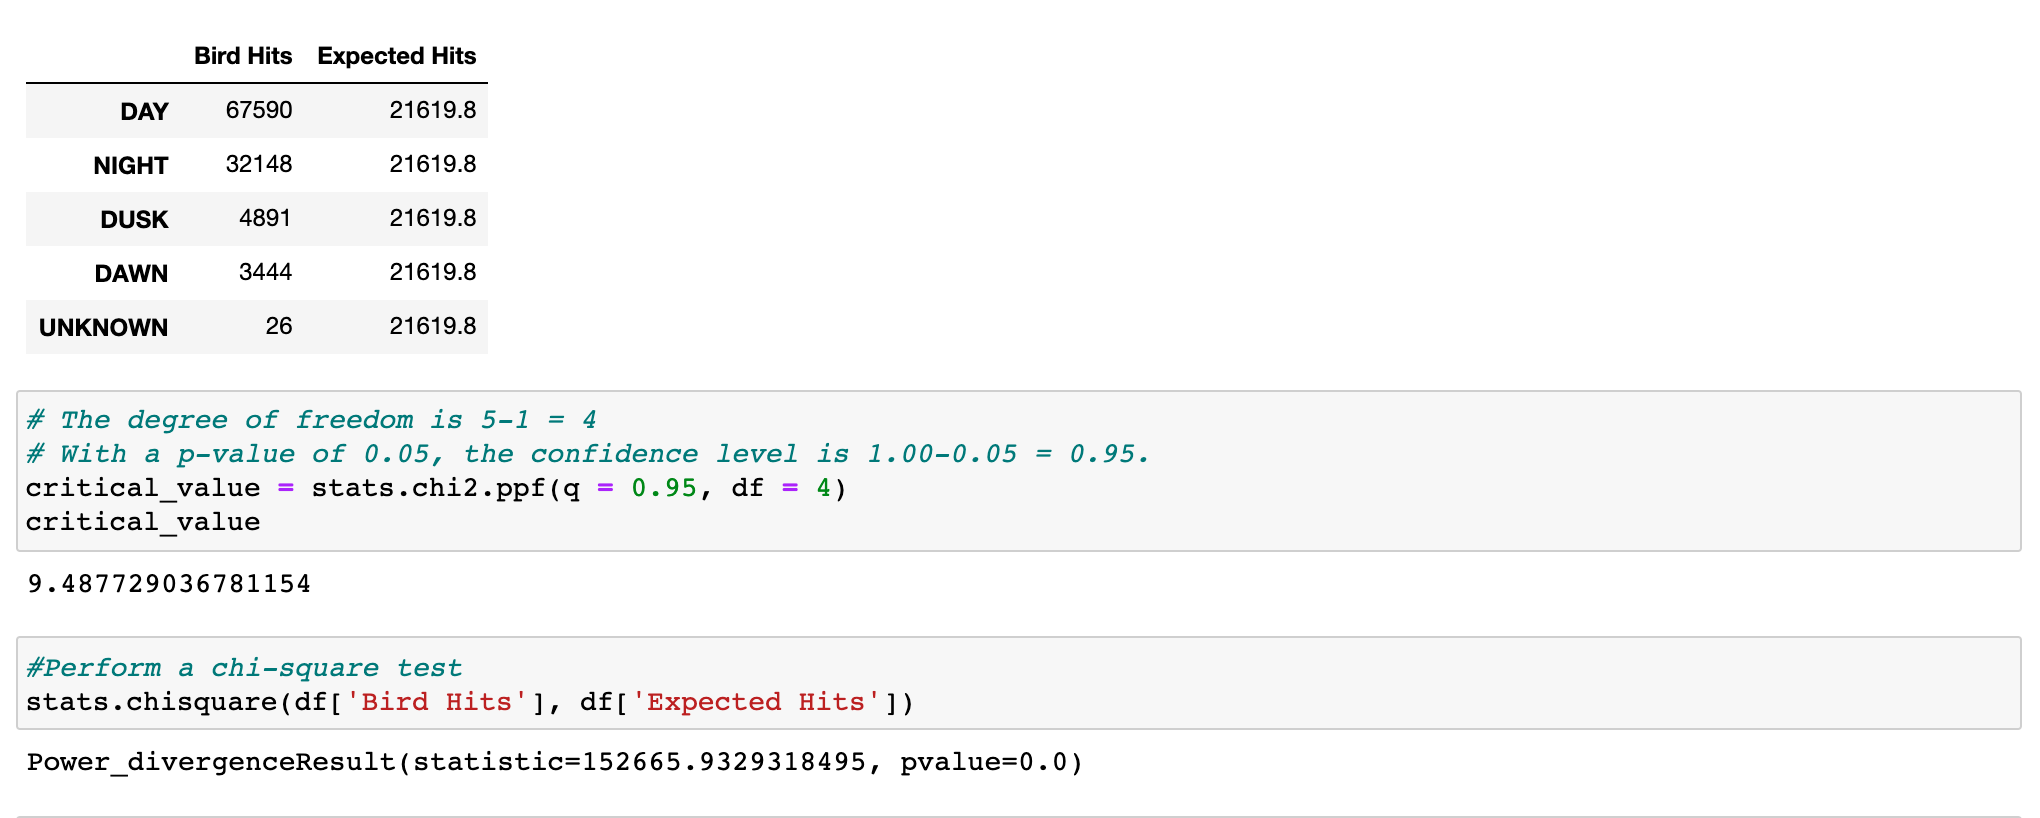 Bird Hits Expected Hits
DAY 67590 21619.8
NIGHT 32148 21619.8
DUSK 4891 21619.8
DAWN 3444 21619.8
UNKNOWN 26 21619.8
# The degree of freedom is 5-1 = 4
# With a p-value of 0.05, the confidence level is 1.00-0.05 = 0.95.
critical_value = stats.chi2.ppf(q = 0.95, df = 4)
critical_value
9.487729036781154
#Perform a chi-square test
stats.chisquare(df['Bird Hits'], df['Expected Hits'])
Power_divergenceResult(statistic=152665.9329318495, pvalue=0.0)